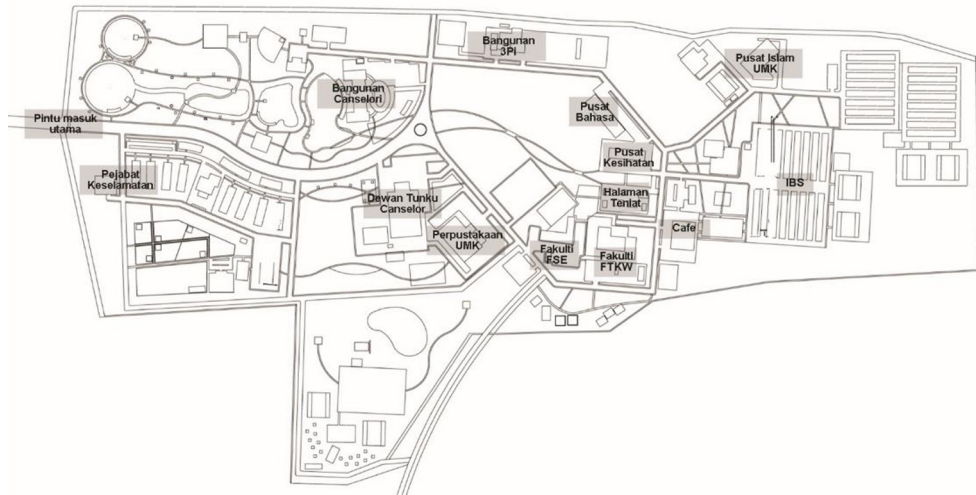 Bangunan
3PI
Pusat Islam
UMK
Bangunan
Canselori
Pusat
Bahasa
Pintu masuk
utama
Pusat
Kesihatan
Pejabat
Keselamatan
IBS
Halaman
Tenlat
Dewan Tunku
Canselor
Cafe
Perpustakaan
UMK
Fakulti
FSE
Fakulti
FTKW